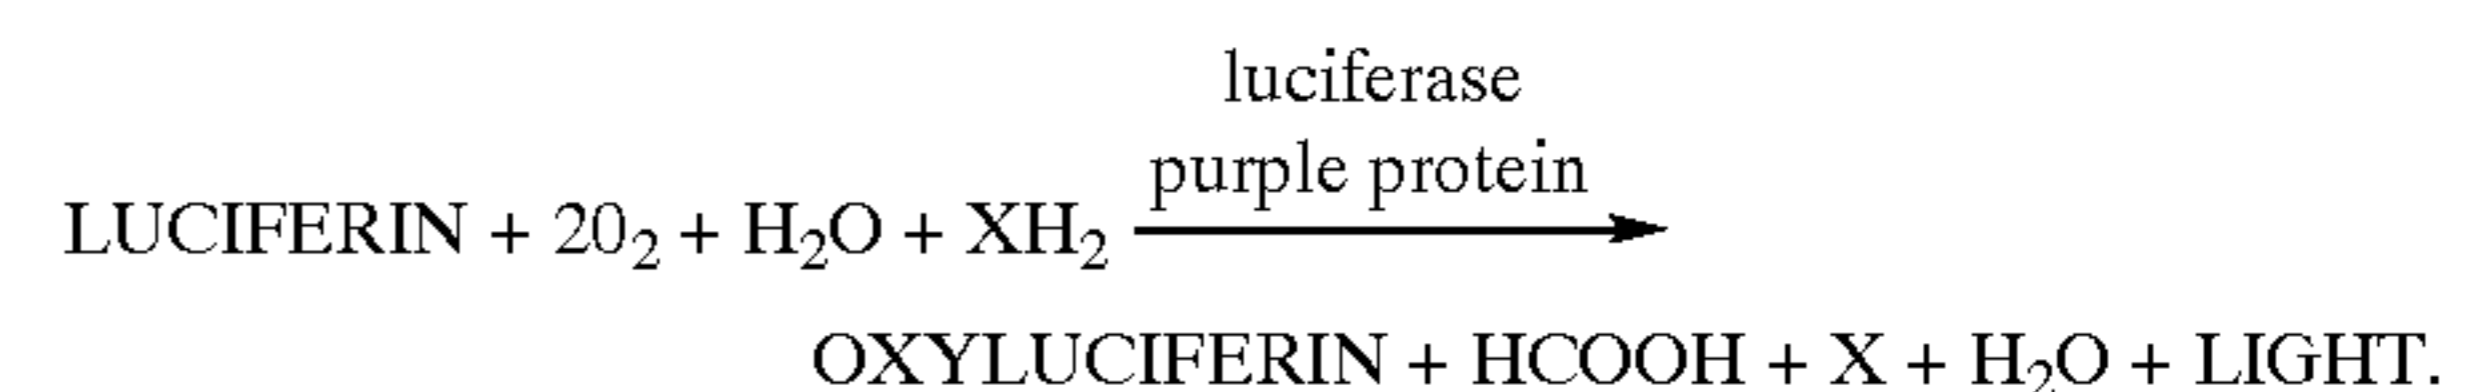 luciferase
purple protein
LUCIFERIN + 20₂ + H₂O + XH₂
OXYLUCIFERIN + HCOOH + X + H₂O + LIGHT.